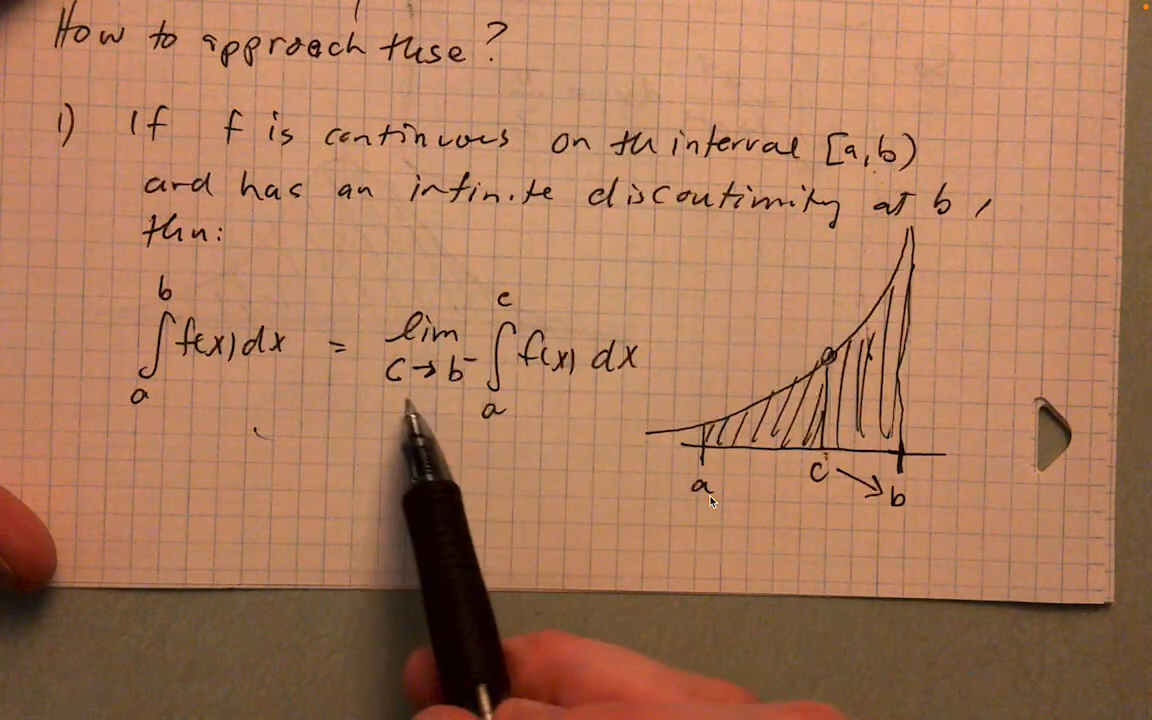 How to approach these?
1) If f is continuous on the interval [a,b)
and has an infinite discontinuity at b,
then:
∫_a^b f(x) dx = lim_{c→b⁻} ∫_a^c f(x) dx
a c → b